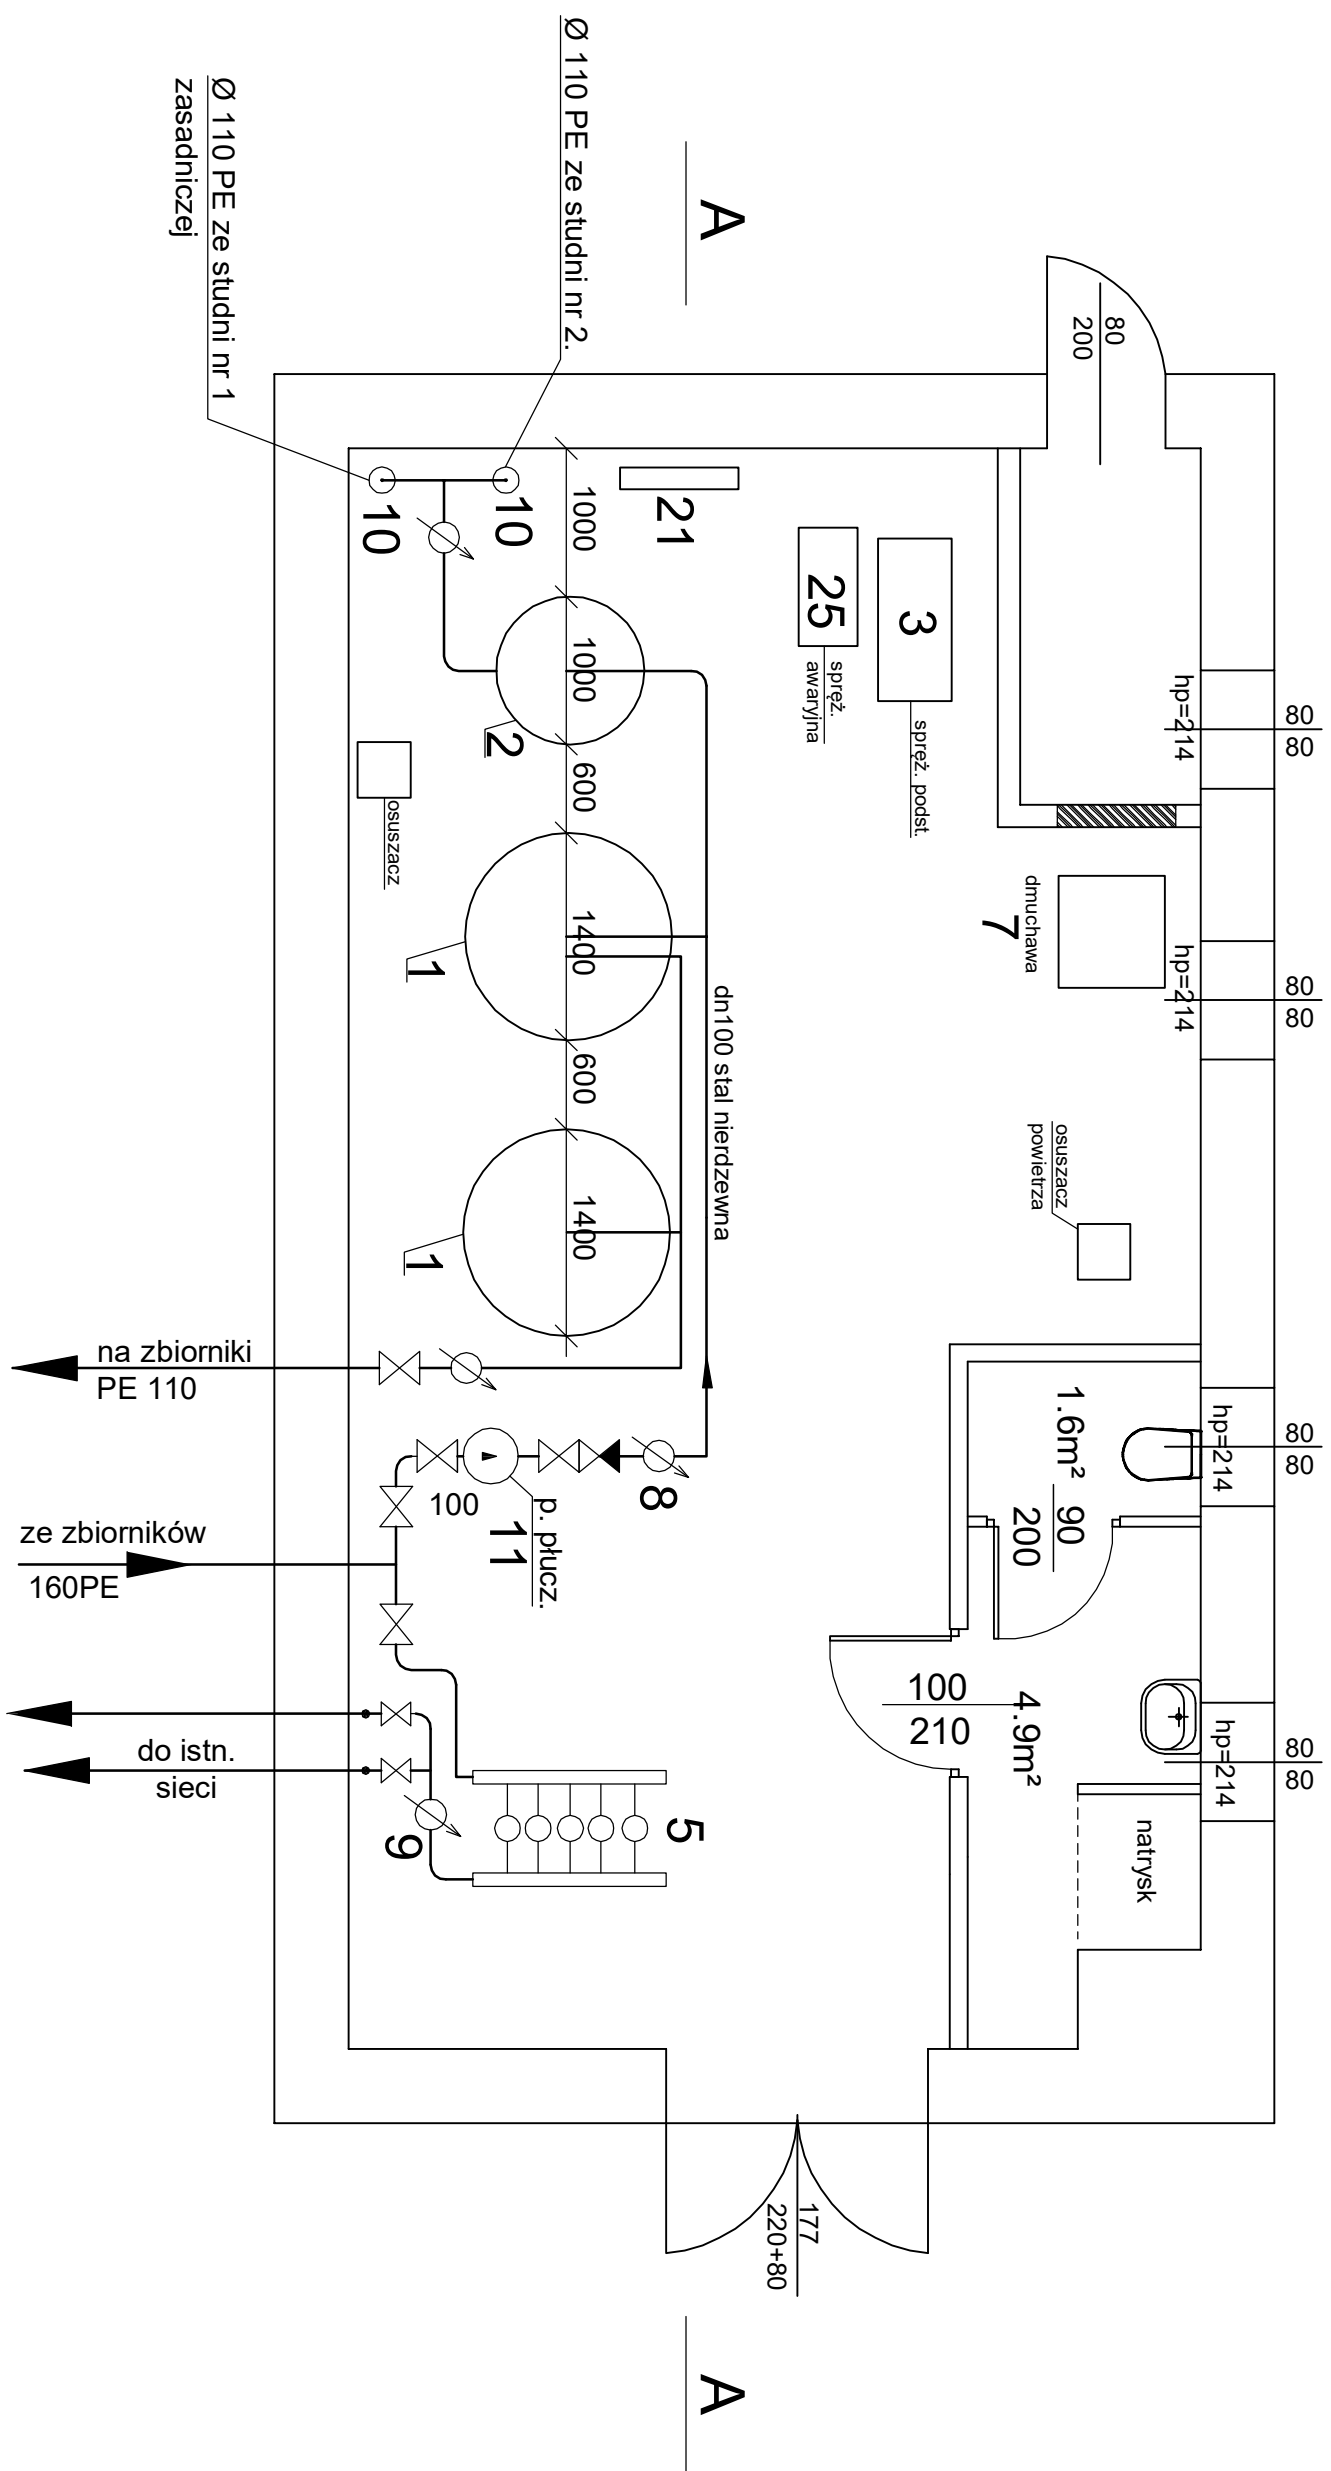 Ø 110 PE ze studni nr 2.
Ø 110 PE ze studni nr 1
zasadniczej
A
80
200
10
10
1000
21
25
spręż.
awaryjna
3
spręż. podst.
hp=214
80
80
1000
2
600
osuszacz
1400
1
dmuchawa
7
hp=214
80
80
600
dn100 stal nierdzewna
osuszacz
powietrza
1400
1
na zbiorniki
PE 110
1.6m²
hp=214
80
80
90
200
8
100
p. płucz.
11
ze zbiorników
160PE
100
210
4.9m²
hp=214
80
80
do istn.
sieci
9
5
natrysk
177
220+80
A